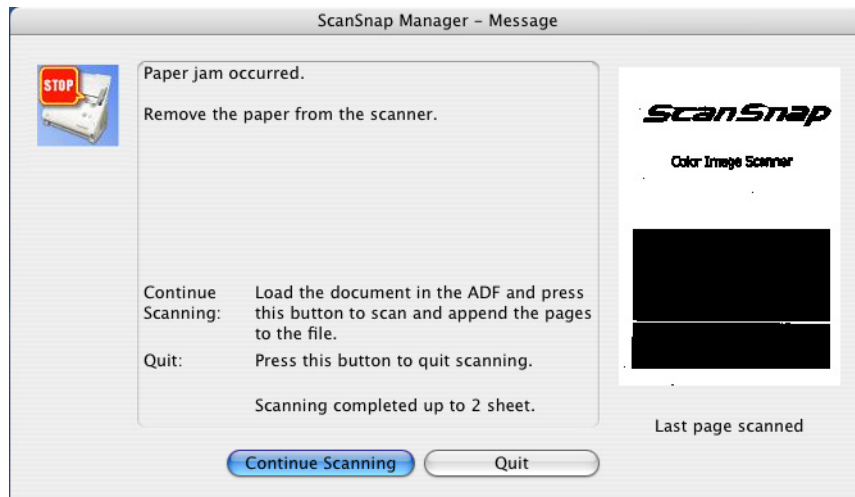 ScanSnap Manager – Message
STOP
Paper jam occurred.
Remove the paper from the scanner.
Continue Scanning: Load the document in the ADF and press
this button to scan and append the pages
to the file.
Quit: Press this button to quit scanning.
Scanning completed up to 2 sheet.
ScanSnap
Color Image Scanner
Last page scanned
Continue Scanning
Quit